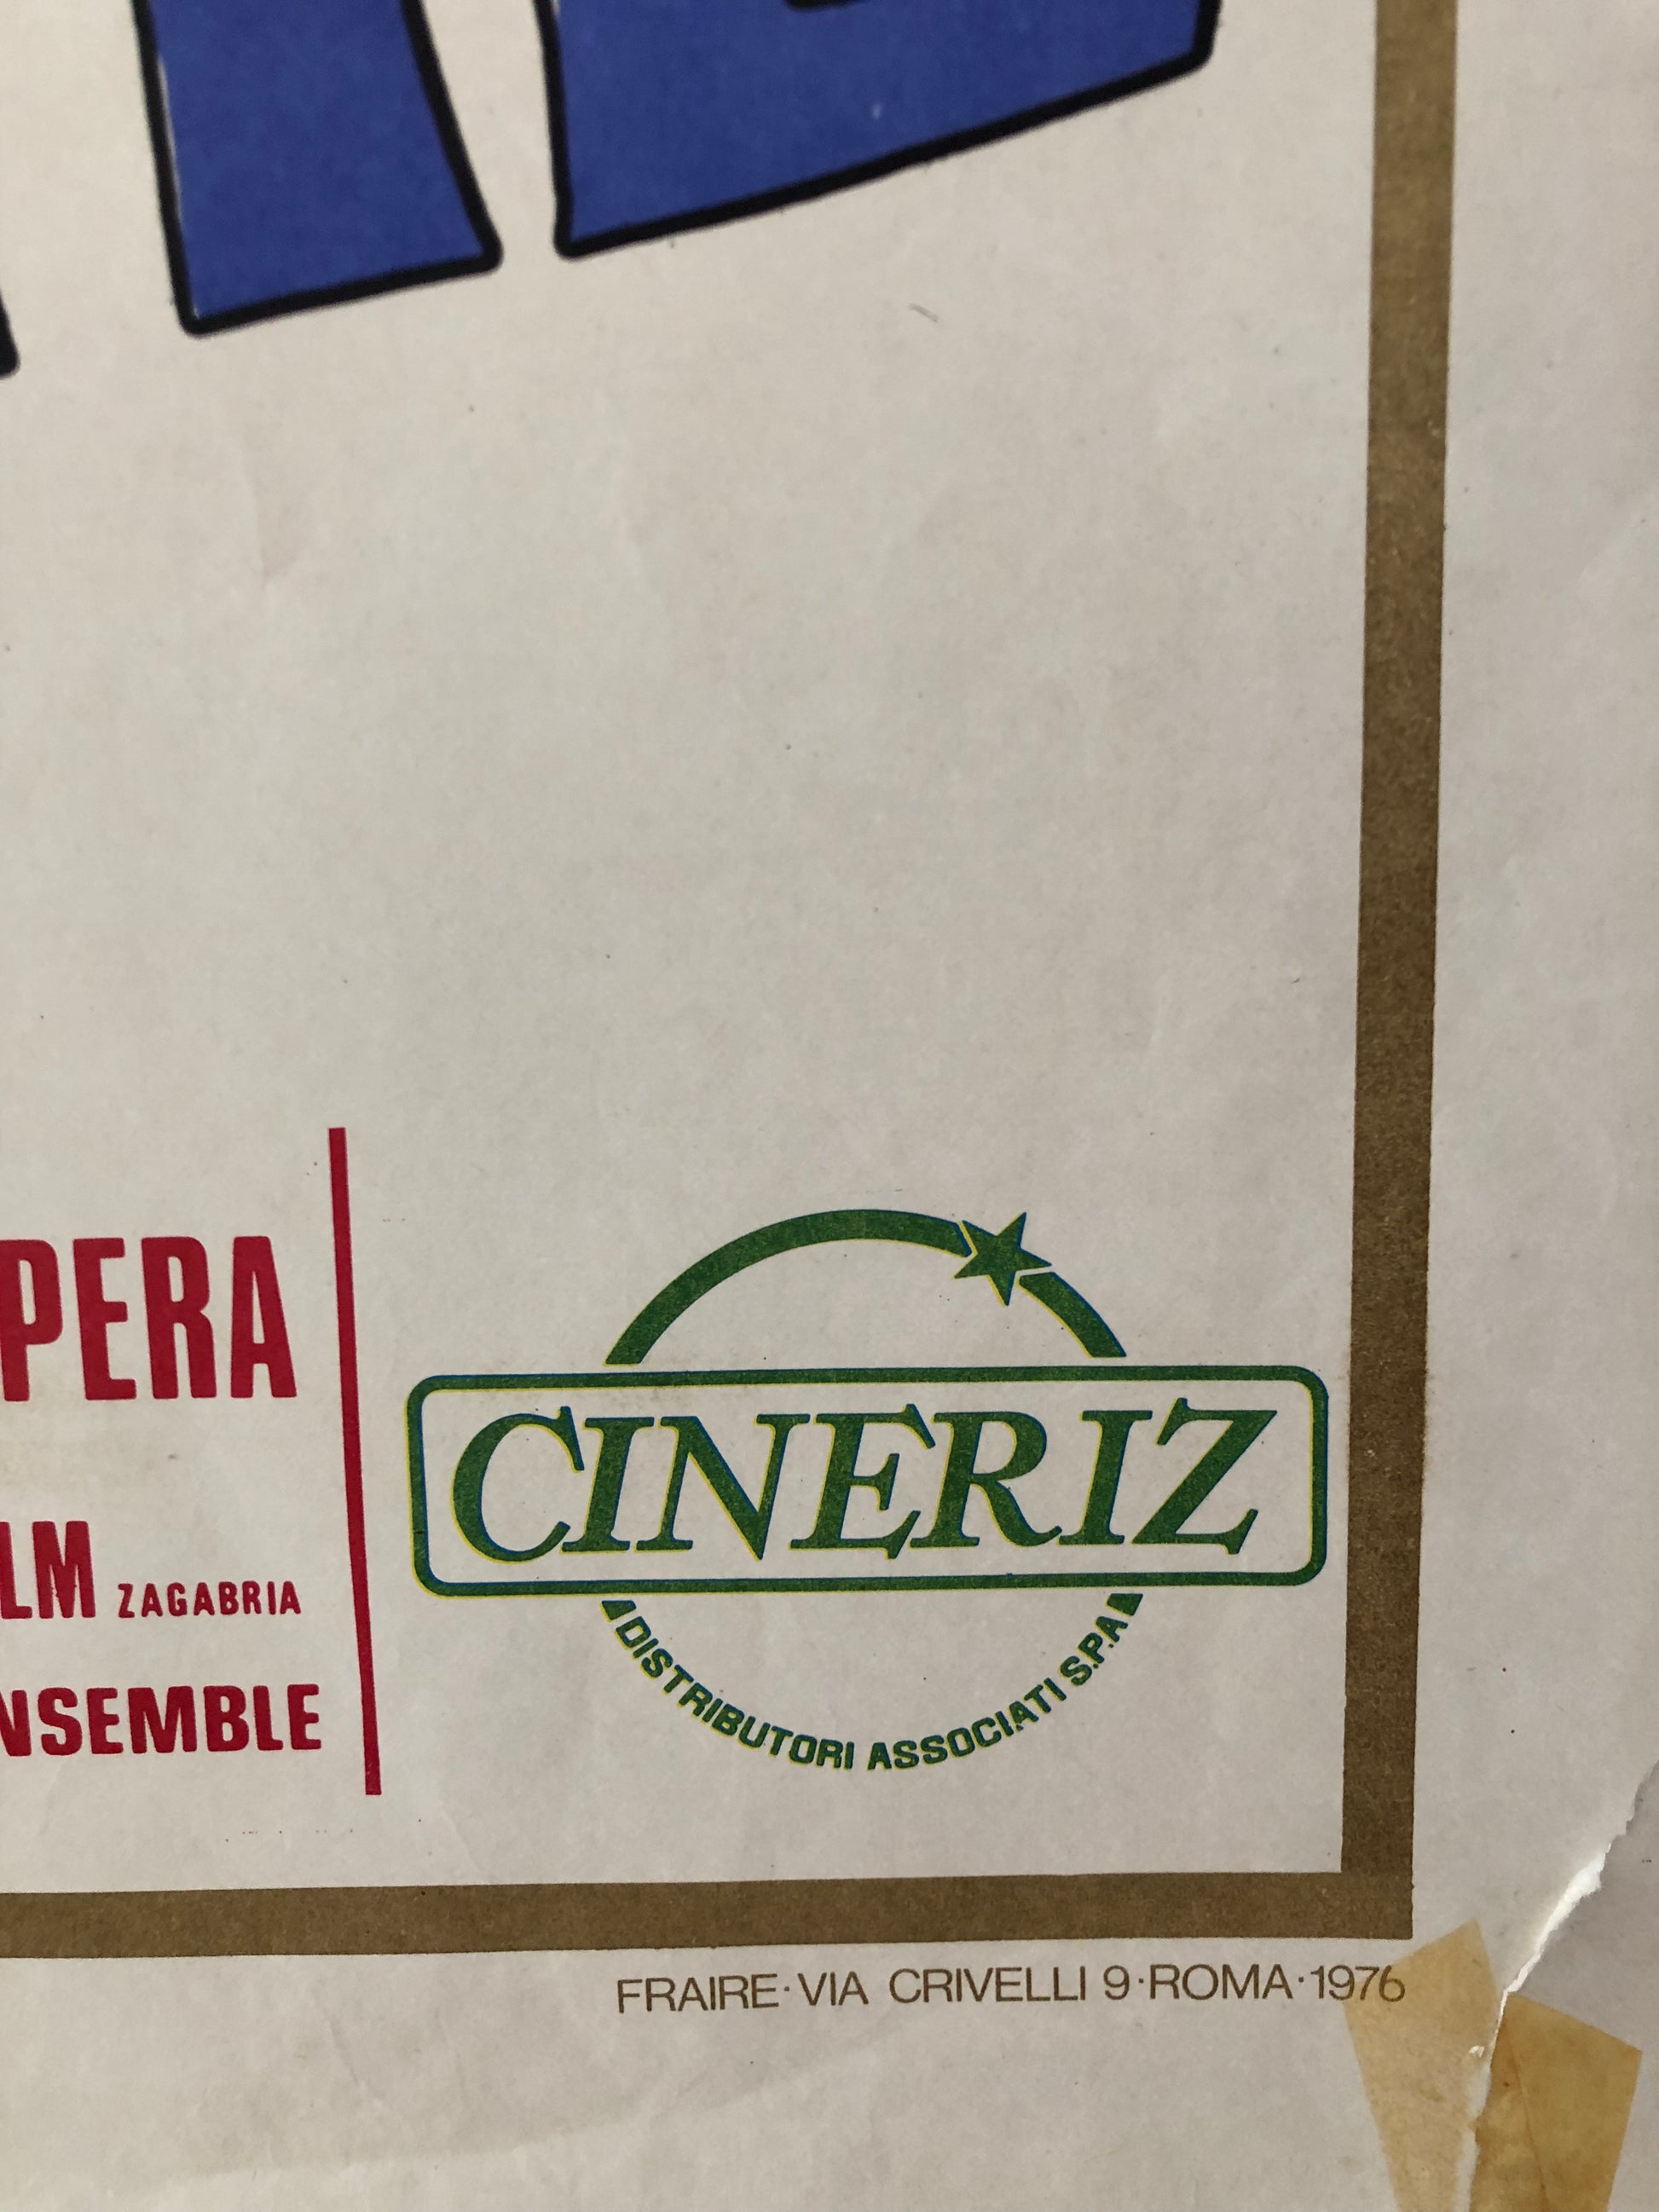 PERA
LM ZAGABRIA
NSEMBLE
CINERIZ
DISTRIBUTORI ASSOCIATI S.P.A.
FRAIRE·VIA CRIVELLI 9·ROMA·1976